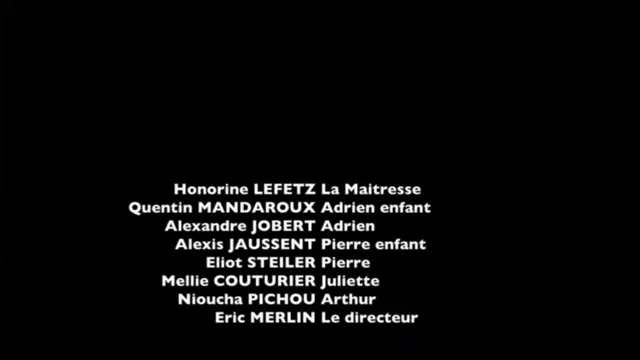 Honorine LEFETZ La Maitresse
Quentin MANDAROUX Adrien enfant
Alexandre JOBERT Adrien
Alexis JAUSSENT Pierre enfant
Eliot STEILER Pierre
Mellie COUTURIER Juliette
Nioucha PICHOU Arthur
Eric MERLIN Le directeur